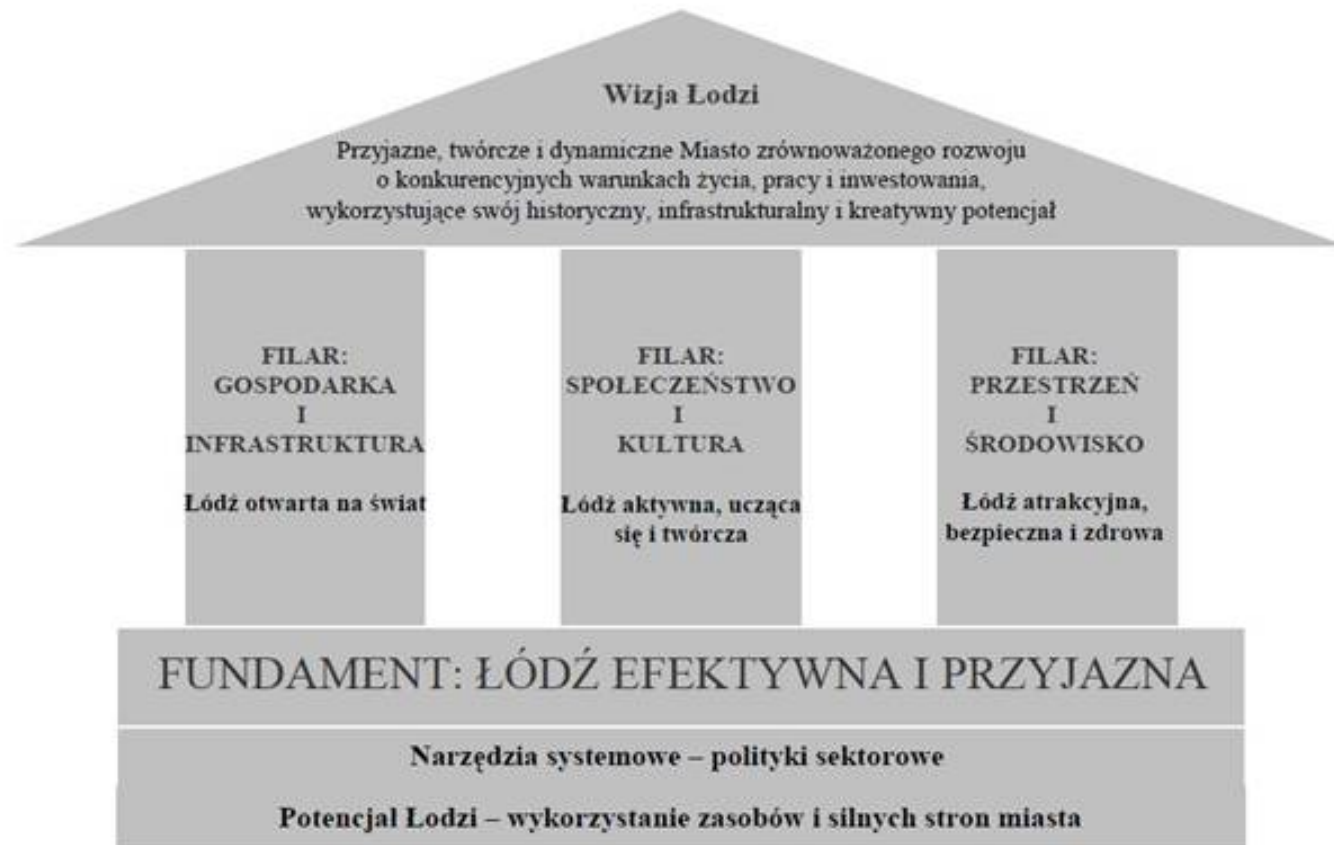 Wizja Łodzi
Przyjazne, twórcze i dynamiczne Miasto zrównoważonego rozwoju
o konkurencyjnych warunkach życia, pracy i inwestowania,
wykorzystujące swój historyczny, infrastrukturalny i kreatywny potencjał
FILAR:
GOSPODARKA
I
INFRASTRUKTURA
Łódź otwarta na świat
FILAR:
SPOŁECZEŃSTWO
I
KULTURA
Łódź aktywna, ucząca
się i twórcza
FILAR:
PRZESTRZEŃ
I
ŚRODOWISKO
Łódź atrakcyjna,
bezpieczna i zdrowa
FUNDAMENT: ŁÓDŹ EFEKTYWNA I PRZYJAZNA
Narzędzia systemowe – polityki sektorowe
Potencjał Łodzi – wykorzystanie zasobów i silnych stron miasta